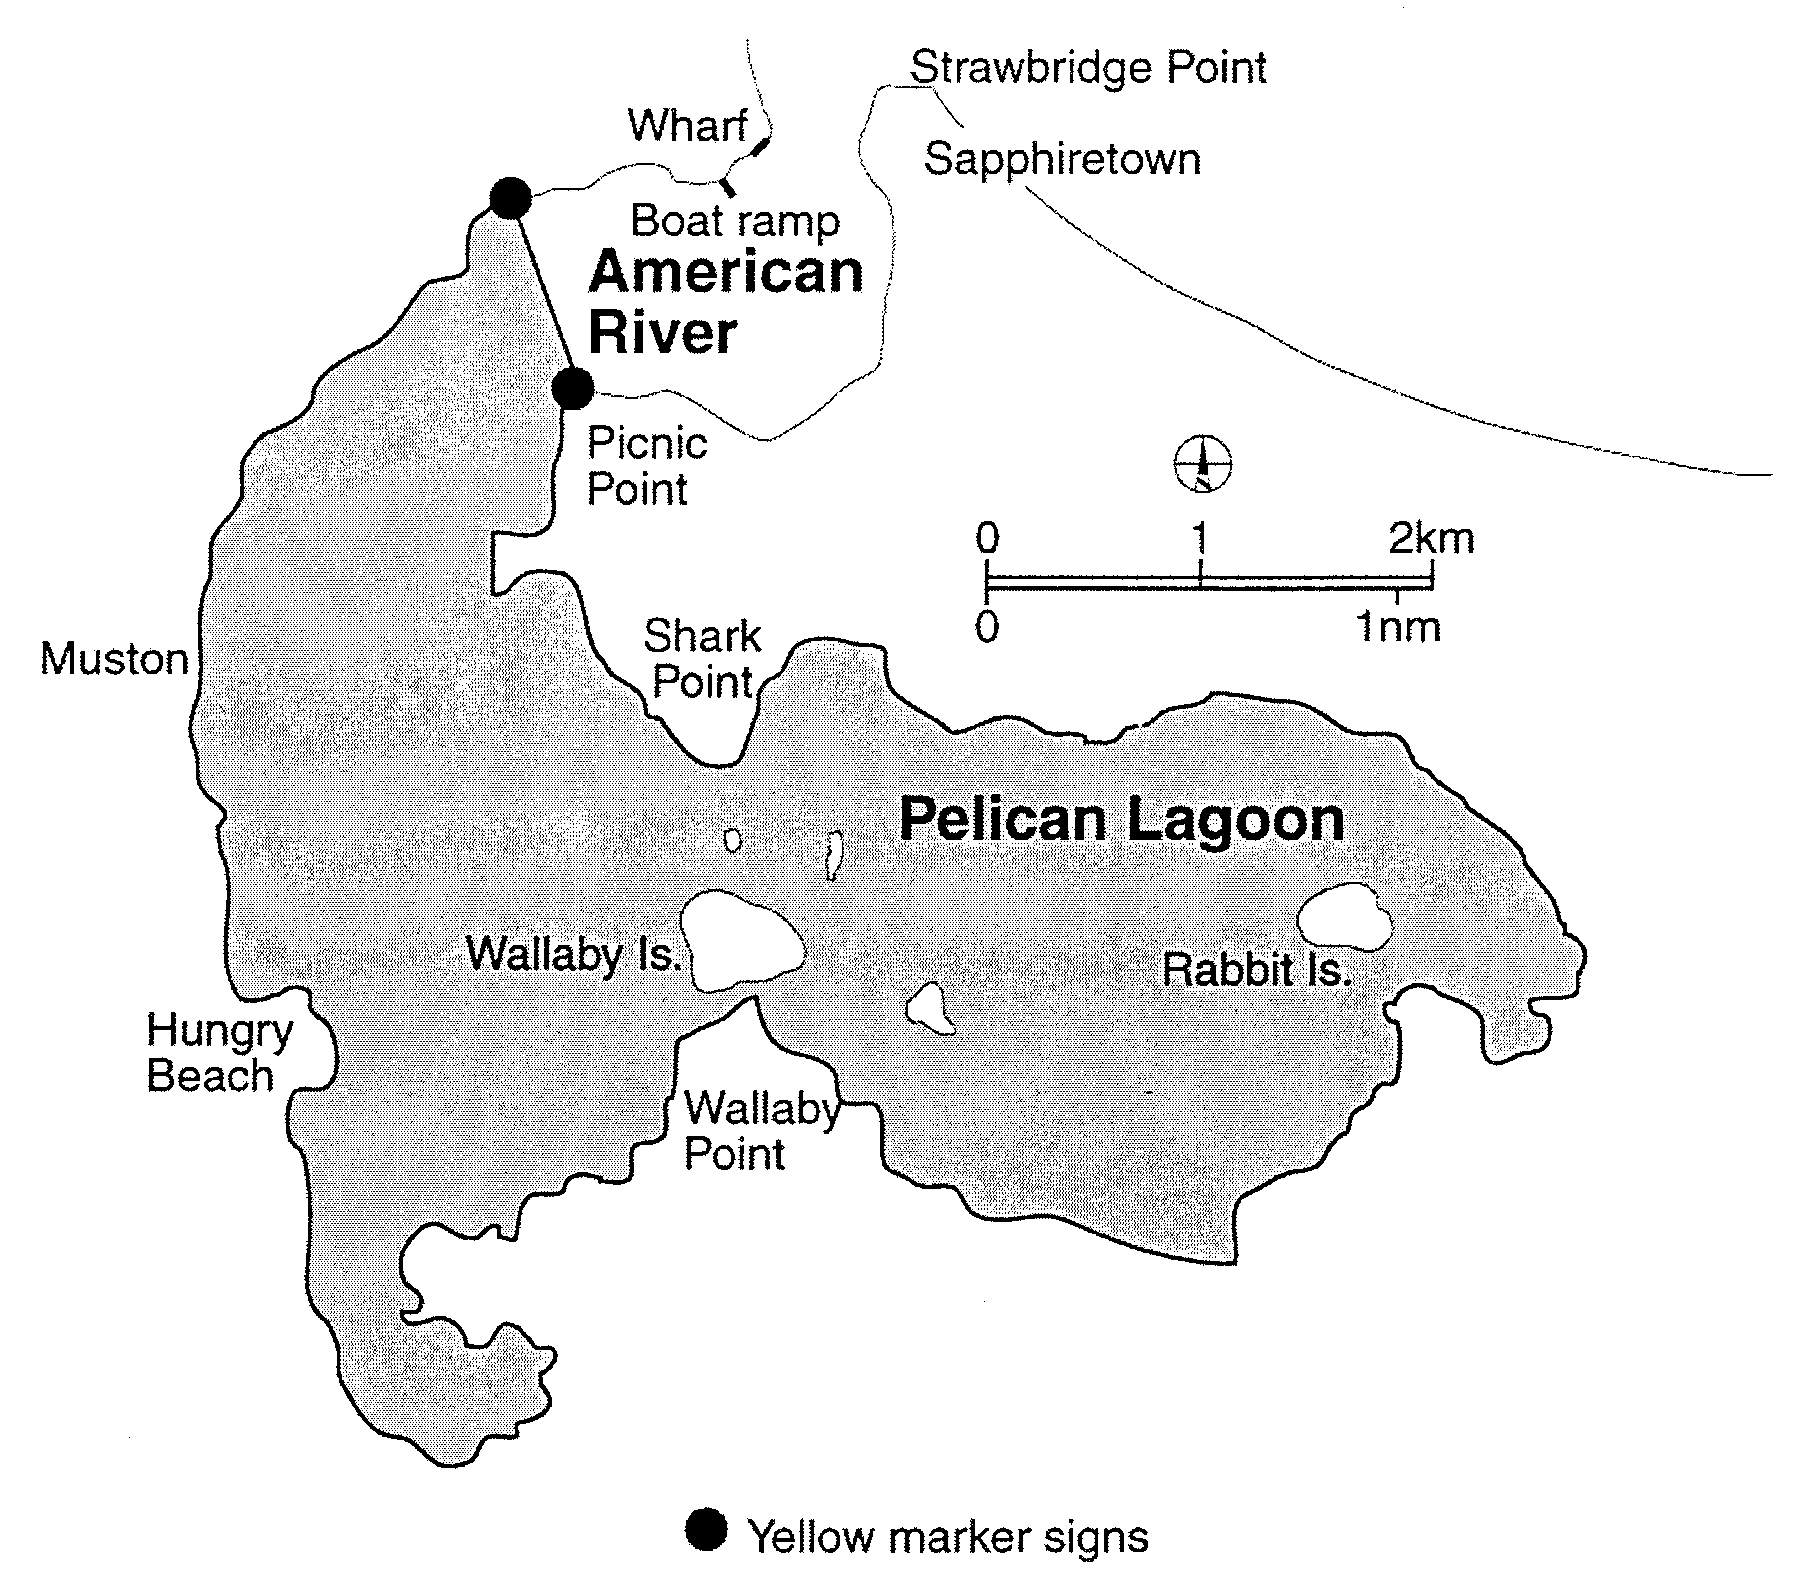 Strawbridge Point
Wharf
Sapphiretown
Boat ramp
American
River
Picnic
Point
0 1 2km
0 1nm
Shark
Point
Muston
Pelican Lagoon
Wallaby Is.
Rabbit Is.
Hungry
Beach
Wallaby
Point
Yellow marker signs